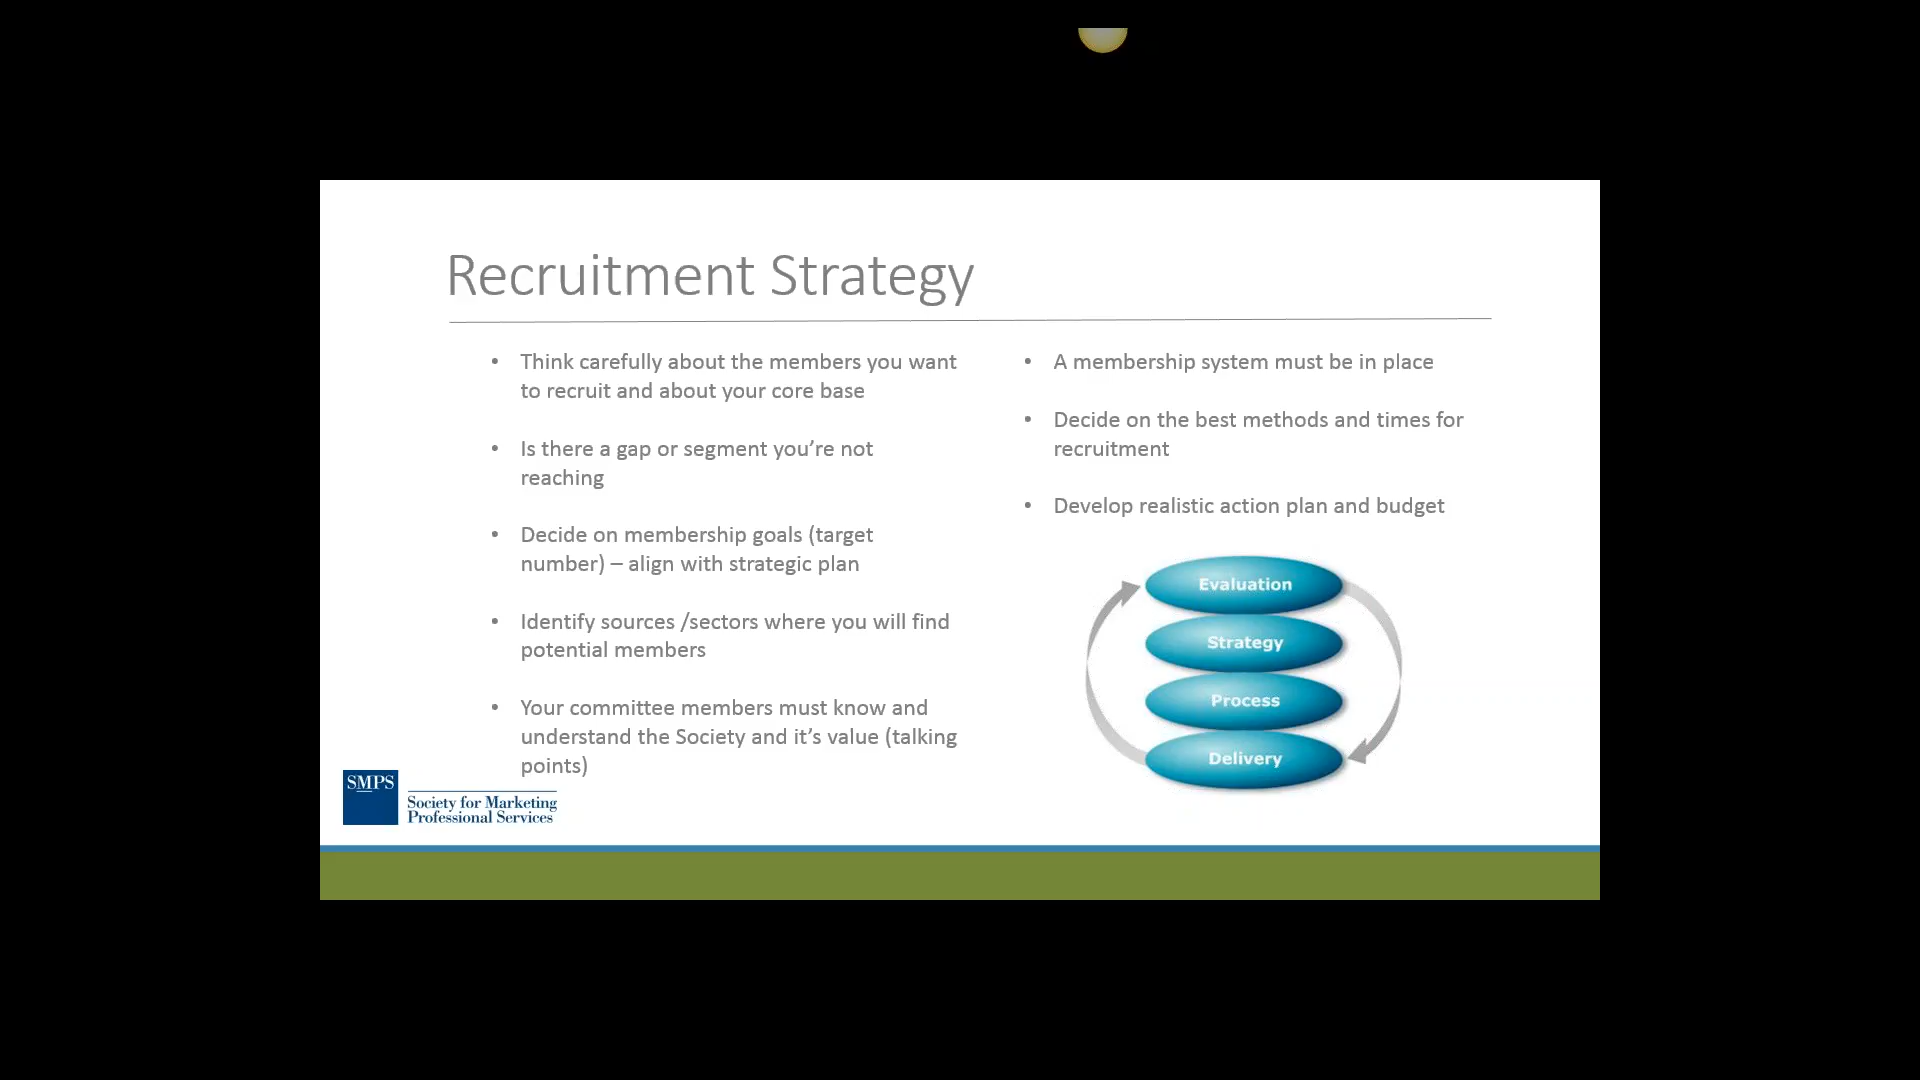 Recruitment Strategy
• Think carefully about the members you want
to recruit and about your core base
• Is there a gap or segment you’re not
reaching
• Decide on membership goals (target
number) – align with strategic plan
• Identify sources /sectors where you will find
potential members
• Your committee members must know and
understand the Society and it’s value (talking
points)
• A membership system must be in place
• Decide on the best methods and times for
recruitment
• Develop realistic action plan and budget
Evaluation
Strategy
Process
Delivery
SMPS
Society for Marketing
Professional Services